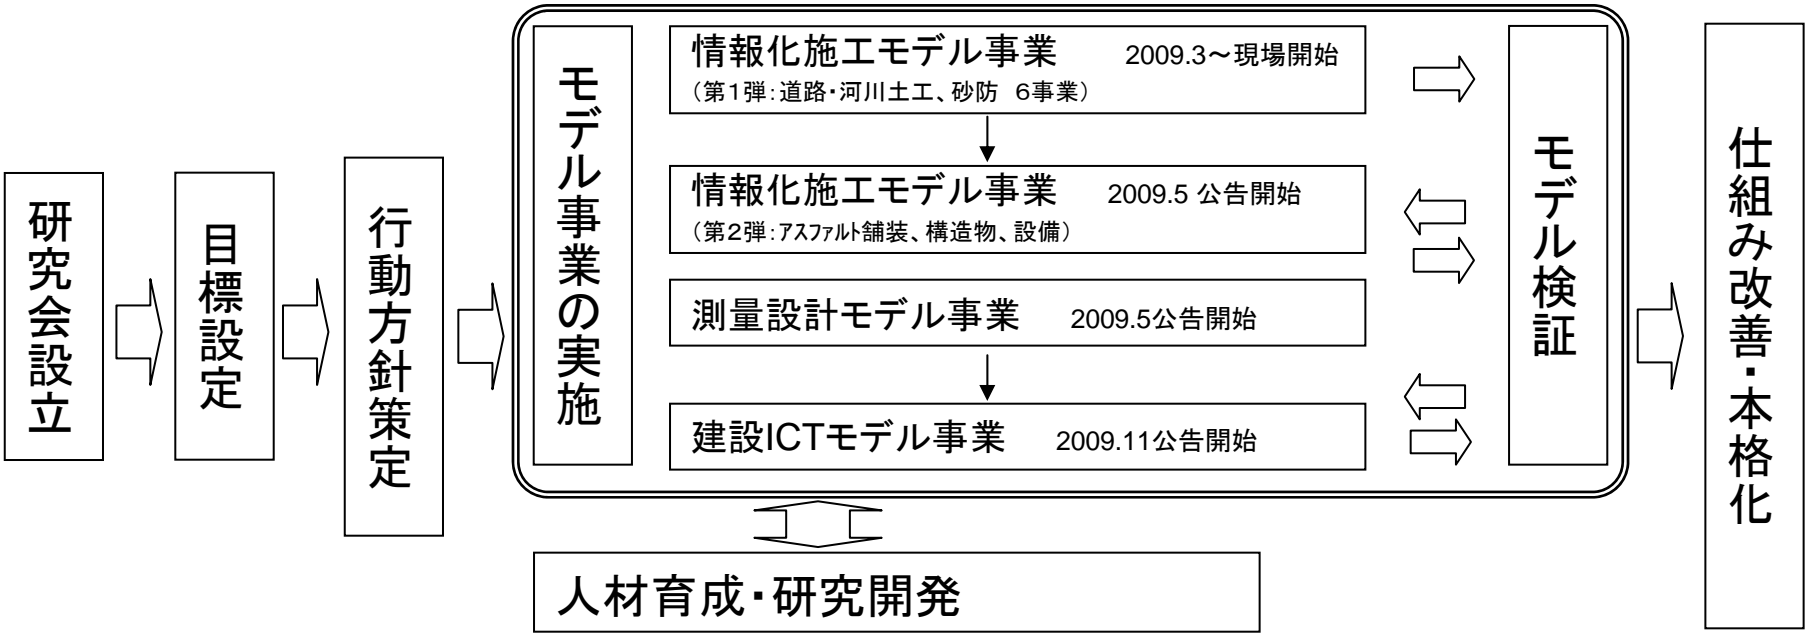 研究会設立
目標設定
行動方針策定
モデル事業の実施
情報化施工モデル事業　2009.3～現場開始
（第１弾：道路・河川土工、砂防　６事業）
情報化施工モデル事業　2009.5 公告開始
（第２弾：ｱｽﾌｧﾙﾄ舗装、構造物、設備）
測量設計モデル事業　2009.5公告開始
建設ICTモデル事業　2009.11公告開始
モデル検証
仕組み改善・本格化
人材育成・研究開発